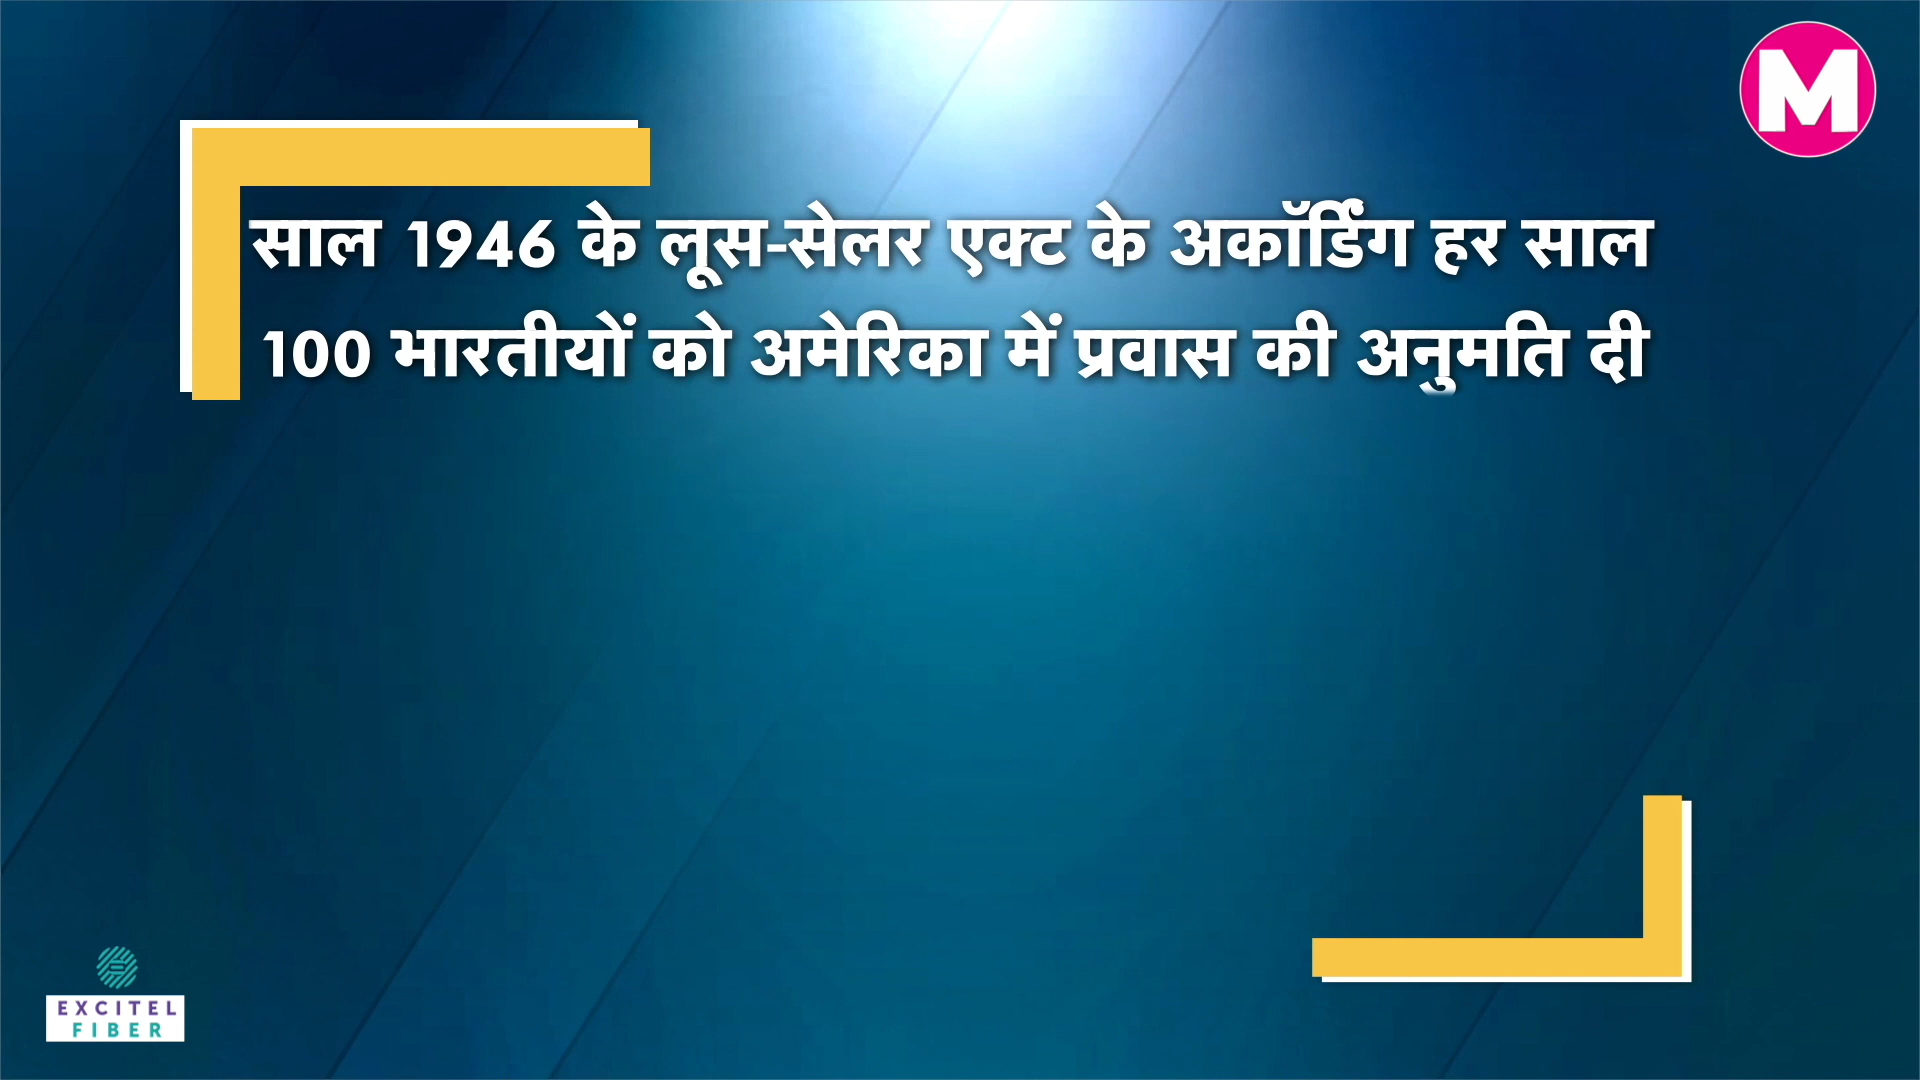 M
साल 1946 के लूस-सेलर एक्ट के अकॉर्डिंग हर साल
100 भारतीयों को अमेरिका में प्रवास की अनुमति दी
EXCITEL
FIBER